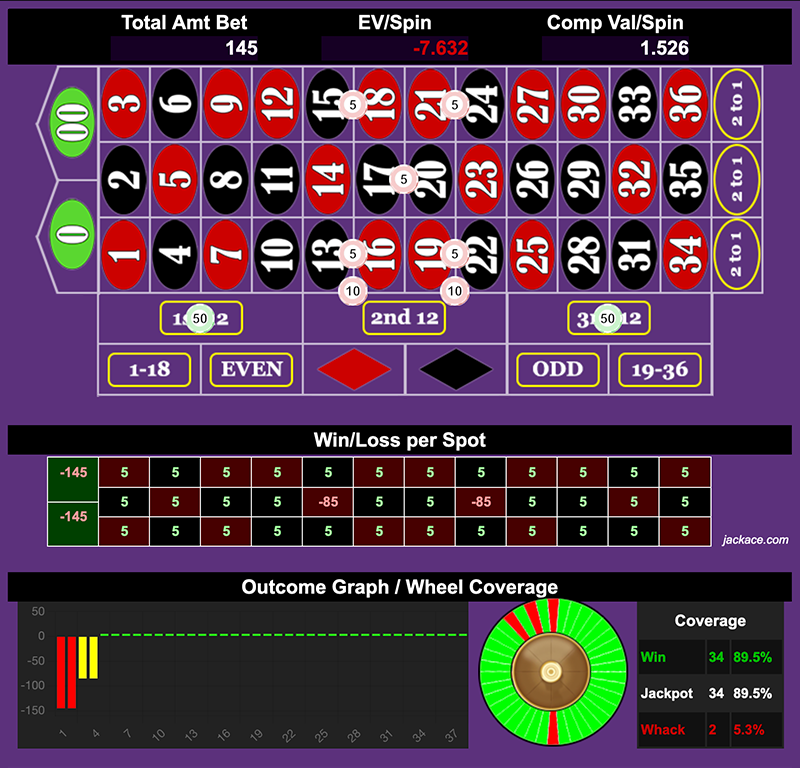 Total Amt Bet EV/Spin Comp Val/Spin
145 -7.632 1.526
00 3 6 9 12 15 5 18 21 5 24 27 30 33 36 2 to 1
2 5 8 11 14 17 5 20 23 26 29 32 35 2 to 1
0 1 4 7 10 13 5 16 19 5 22 25 28 31 34 2 to 1
10 10
1s 50 12 2nd 12 3r 50 12
1-18 EVEN ODD 19-36
Win/Loss per Spot
-145 5 5 5 5 5 5 5 5 5 5 5 5
5 5 5 5 -85 5 5 -85 5 5 5 5
-145 5 5 5 5 5 5 5 5 5 5 5 5
jackace.com
Outcome Graph / Wheel Coverage
50
0
-50
-100
-150
1 4 7 10 13 16 19 22 25 28 31 34 37
Coverage
Win 34 89.5%
Jackpot 34 89.5%
Whack 2 5.3%